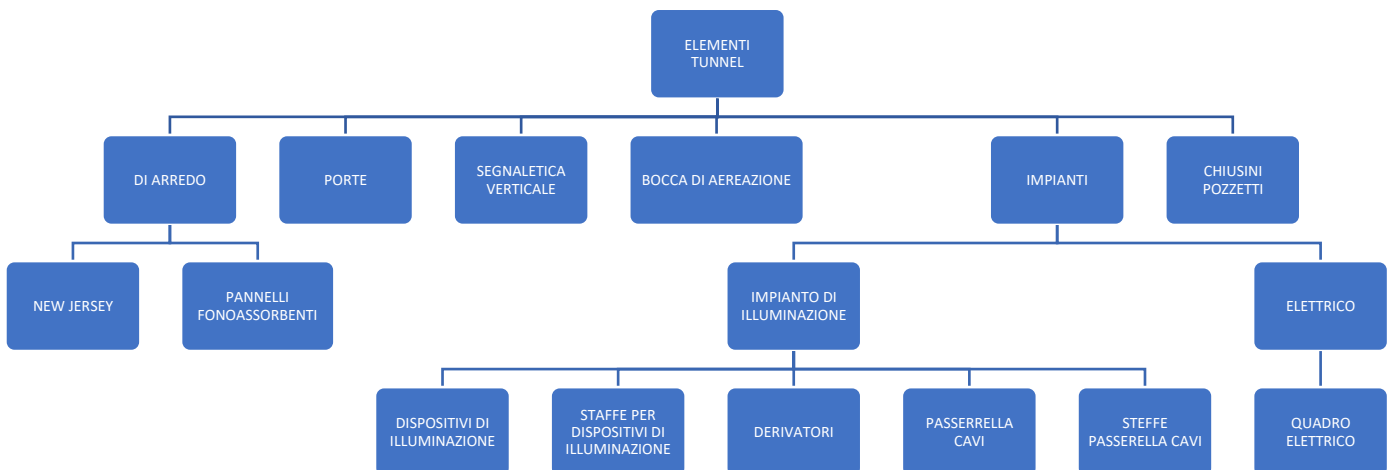 ELEMENTI
TUNNEL
DI ARREDO
PORTE
SEGNALETICA
VERTICALE
BOCCA DI AEREAZIONE
IMPIANTI
CHIUSINI
POZZETTI
NEW JERSEY
PANNELLI
FONOASSORBENTI
IMPIANTO DI
ILLUMINAZIONE
ELETTRICO
DISPOSITIVI DI
ILLUMINAZIONE
STAFFE PER
DISPOSITIVI DI
ILLUMINAZIONE
DERIVATORI
PASSERRELLA
CAVI
STEFFE
PASSERELLA CAVI
QUADRO
ELETTRICO